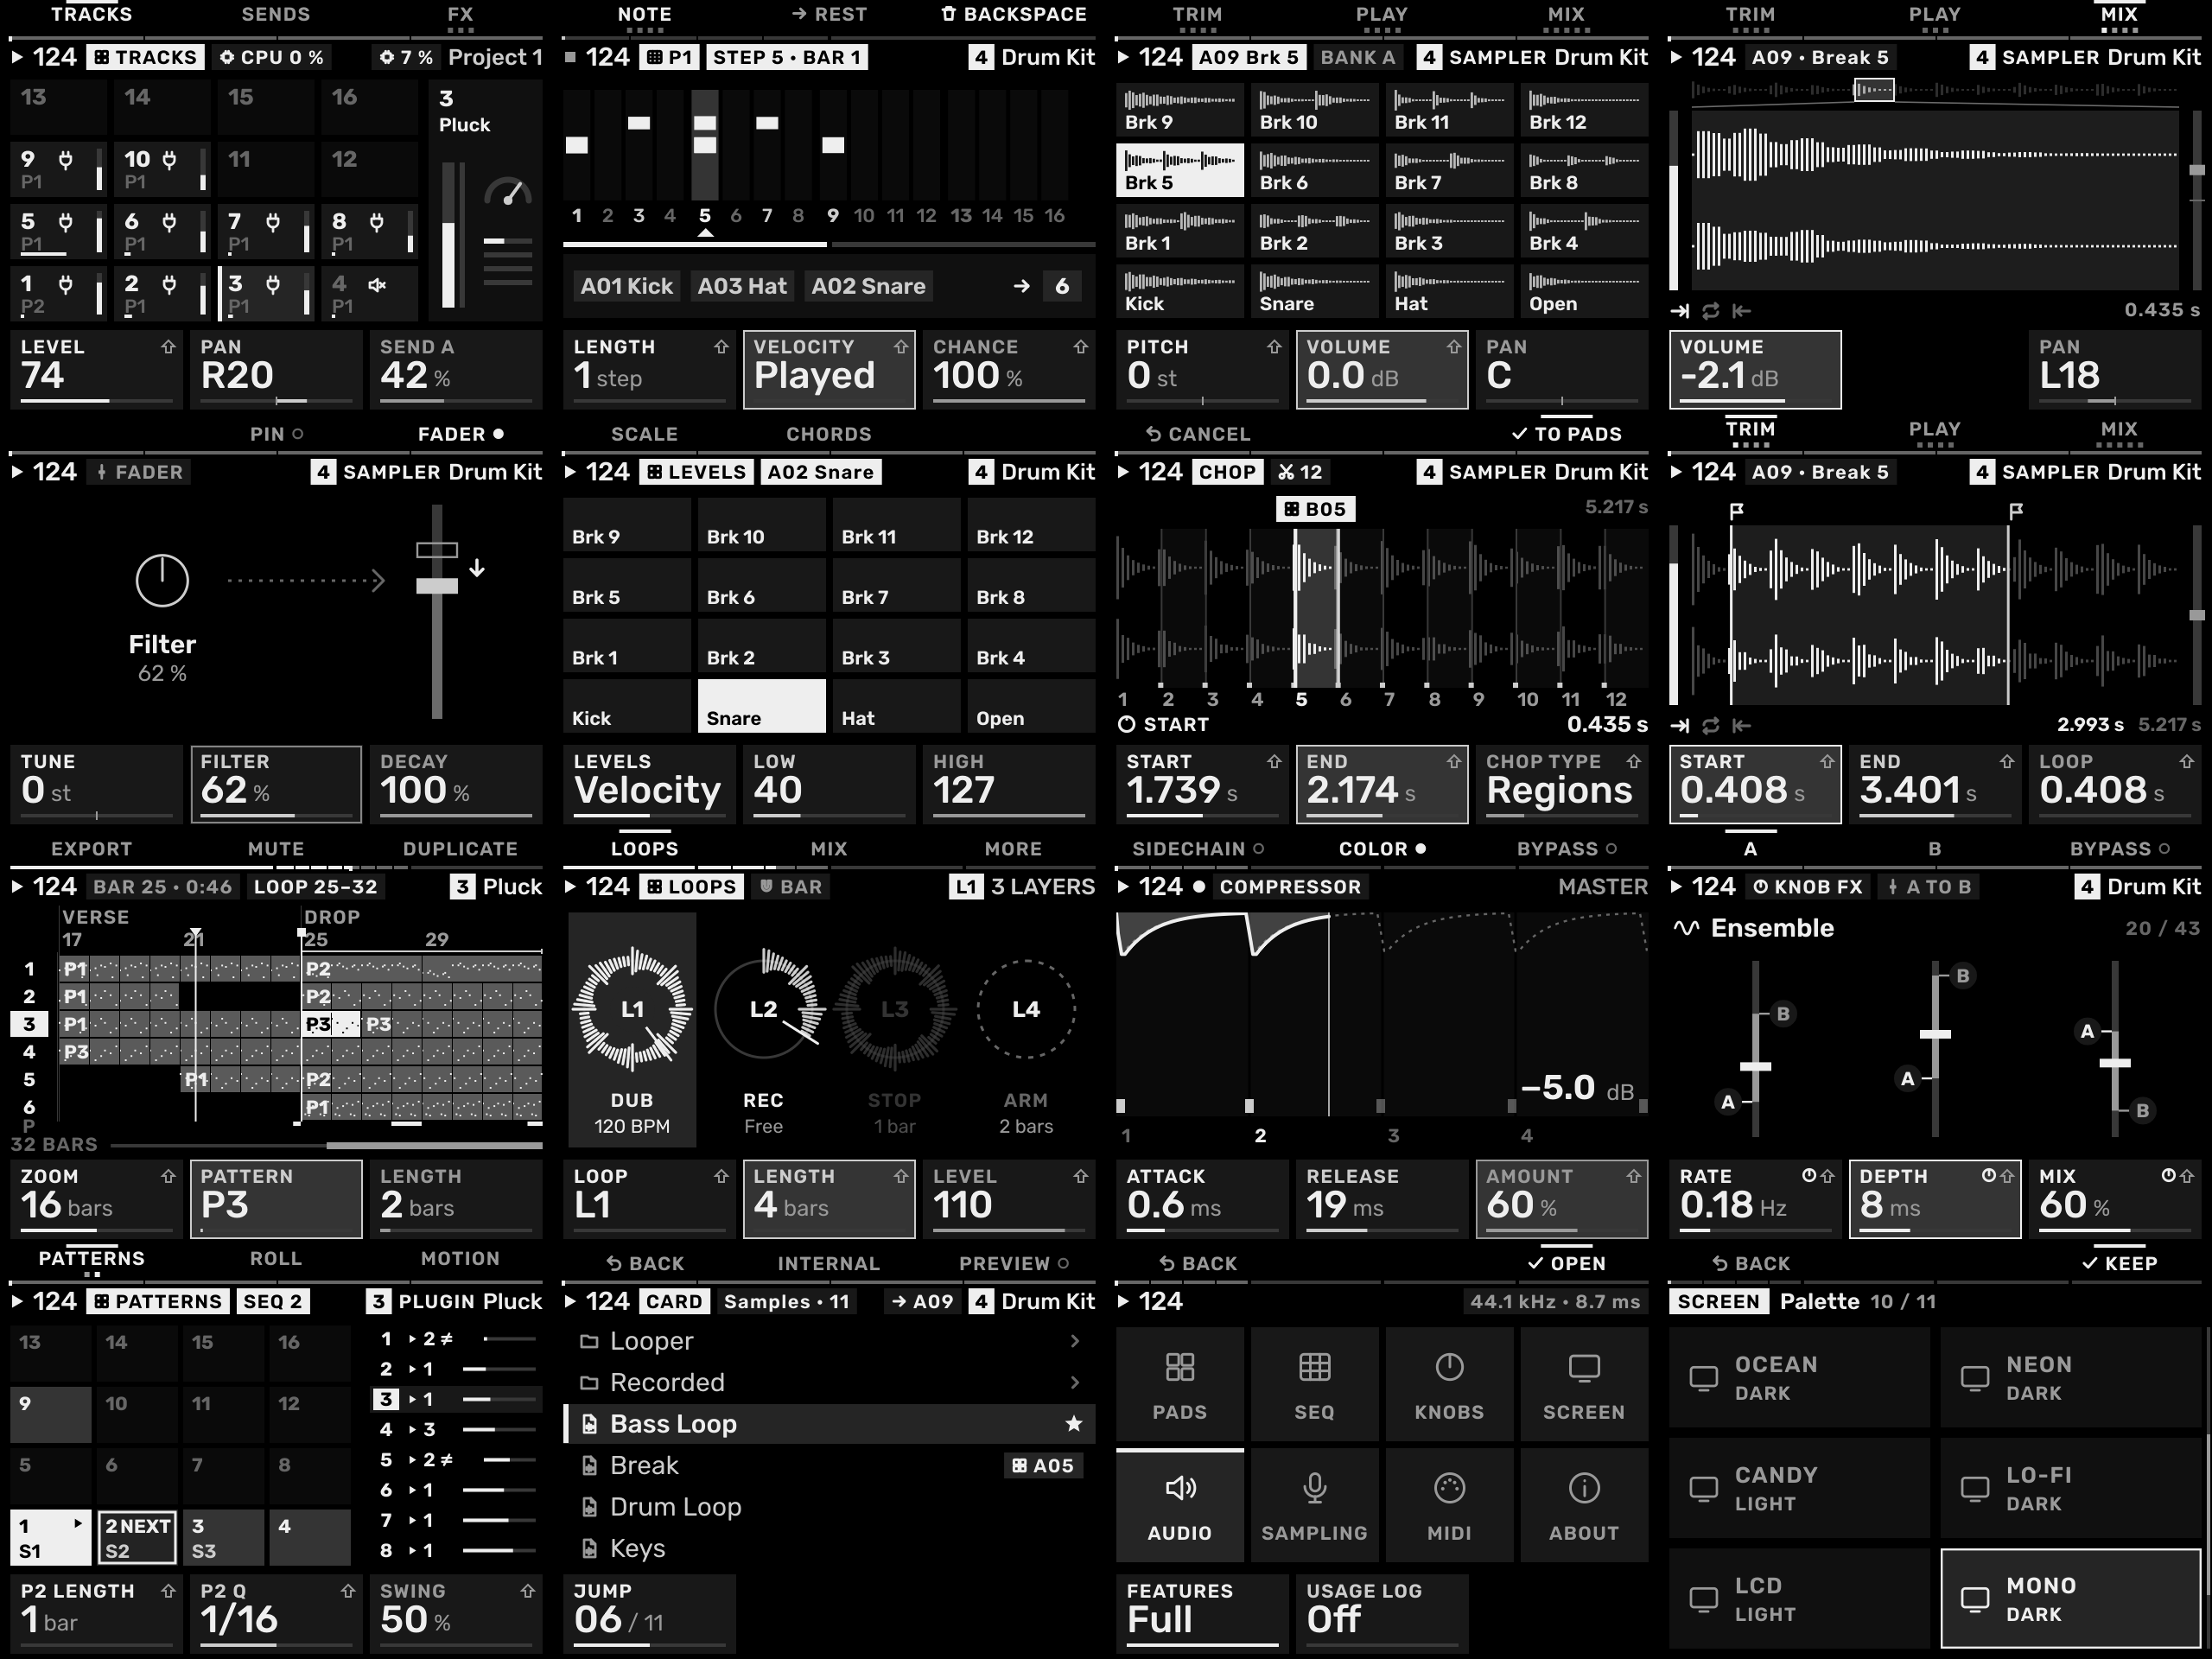 TRACKS SENDS FX
124 TRACKS CPU 0 % 7 % Project 1
13 14 15 16
3
Pluck
9 10 11 12
P1 P1
5 6 7 8
P1 P1 P1 P1
1 2 3 4
P2 P1 P1 P1
LEVEL PAN SEND A
74 R20 42 %
NOTE → REST BACKSPACE
124 P1 STEP 5 • BAR 1 4 Drum Kit
1 2 3 4 5 6 7 8 9 10 11 12 13 14 15 16
A01 Kick A03 Hat A02 Snare → 6
LENGTH VELOCITY CHANCE
1 step Played 100 %
TRIM PLAY MIX
124 A09 Brk 5 BANK A 4 SAMPLER Drum Kit
Brk 9 Brk 10 Brk 11 Brk 12
Brk 5 Brk 6 Brk 7 Brk 8
Brk 1 Brk 2 Brk 3 Brk 4
Kick Snare Hat Open
PITCH VOLUME PAN
0 st 0.0 dB C
TRIM PLAY MIX
124 A09 • Break 5 4 SAMPLER Drum Kit
0.435 s
VOLUME PAN
-2.1 dB L18
PIN FADER
124 FADER 4 SAMPLER Drum Kit
Filter
62 %
TUNE FILTER DECAY
0 st 62 % 100 %
SCALE CHORDS
124 LEVELS A02 Snare 4 Drum Kit
Brk 9 Brk 10 Brk 11 Brk 12
Brk 5 Brk 6 Brk 7 Brk 8
Brk 1 Brk 2 Brk 3 Brk 4
Kick Snare Hat Open
LEVELS LOW HIGH
Velocity 40 127
CANCEL TO PADS
124 CHOP 12 4 SAMPLER Drum Kit
B05 5.217 s
1 2 3 4 5 6 7 8 9 10 11 12
START 0.435 s
START END CHOP TYPE
1.739 s 2.174 s Regions
TRIM PLAY MIX
124 A09 • Break 5 4 SAMPLER Drum Kit
2.993 s 5.217 s
START END LOOP
0.408 s 3.401 s 0.408 s
EXPORT MUTE DUPLICATE
124 BAR 25 • 0:46 LOOP 25–32 3 Pluck
VERSE DROP
17 21 25 29
1 P1 P2
2 P1 P2
3 P1 P3 P3
4 P3
5 P1 P2
6 P1
P
32 BARS
ZOOM PATTERN LENGTH
16 bars P3 2 bars
LOOPS MIX MORE
124 LOOPS BAR L1 3 LAYERS
L1 L2 L3 L4
DUB REC STOP ARM
120 BPM Free 1 bar 2 bars
LOOP LENGTH LEVEL
L1 4 bars 110
SIDECHAIN COLOR BYPASS
124 COMPRESSOR MASTER
−5.0 dB
1 2 3 4
ATTACK RELEASE AMOUNT
0.6 ms 19 ms 60 %
A B BYPASS
124 KNOB FX A TO B 4 Drum Kit
Ensemble 20 / 43
B B A
A A B
RATE DEPTH MIX
0.18 Hz 8 ms 60 %
PATTERNS ROLL MOTION
124 PATTERNS SEQ 2 3 PLUGIN Pluck
13 14 15 16
9 10 11 12
5 6 7 8
1 2 NEXT 3 4
S1 S2 S3
1 2 ≠
2 1
3 1
4 3
5 2 ≠
6 1
7 1
8 1
P2 LENGTH P2 Q SWING
1 bar 1/16 50 %
BACK INTERNAL PREVIEW
124 CARD Samples • 11 → A09 4 Drum Kit
Looper
Recorded
Bass Loop
Break A05
Drum Loop
Keys
JUMP
06 / 11
BACK OPEN
124 44.1 kHz • 8.7 ms
PADS SEQ KNOBS SCREEN
AUDIO SAMPLING MIDI ABOUT
FEATURES USAGE LOG
Full Off
BACK KEEP
SCREEN Palette 10 / 11
OCEAN NEON
DARK DARK
CANDY LO-FI
LIGHT DARK
LCD MONO
LIGHT DARK